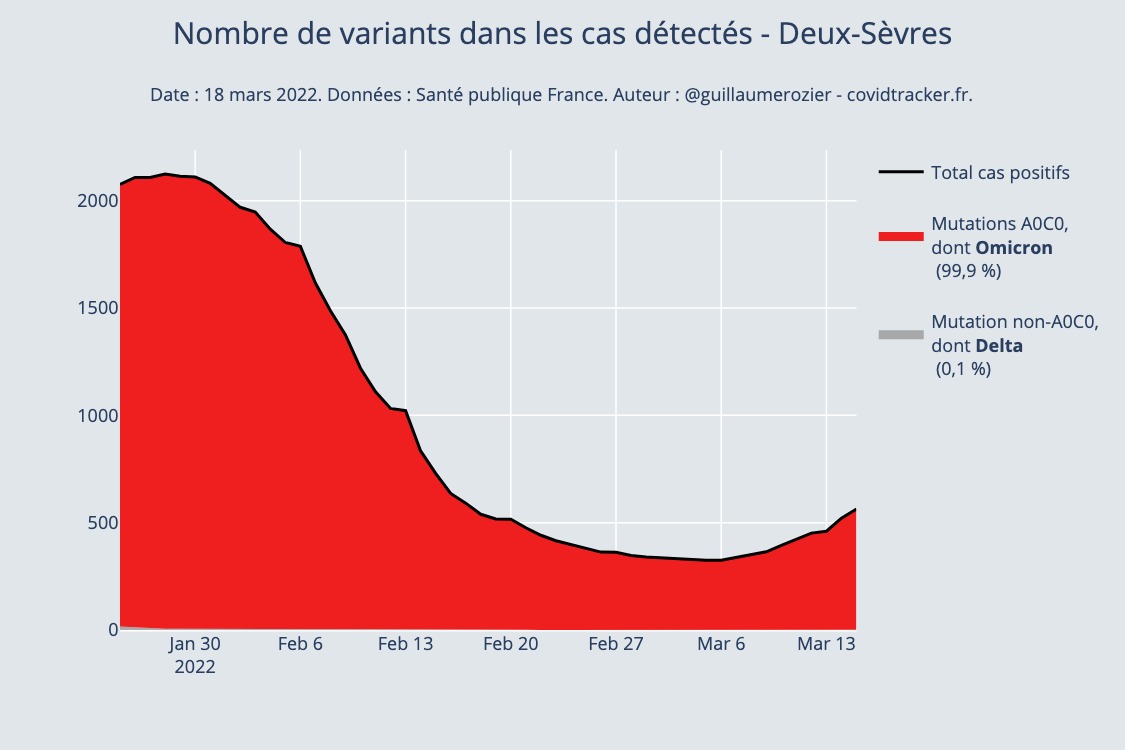 Nombre de variants dans les cas détectés - Deux-Sèvres
Date : 18 mars 2022. Données : Santé publique France. Auteur : @guillaumerozier - covidtracker.fr.
Total cas positifs
Mutations A0C0,
dont Omicron
(99,9 %)
Mutation non-A0C0,
dont Delta
(0,1 %)
2000
1500
1000
500
0
Jan 30
2022
Feb 6
Feb 13
Feb 20
Feb 27
Mar 6
Mar 13